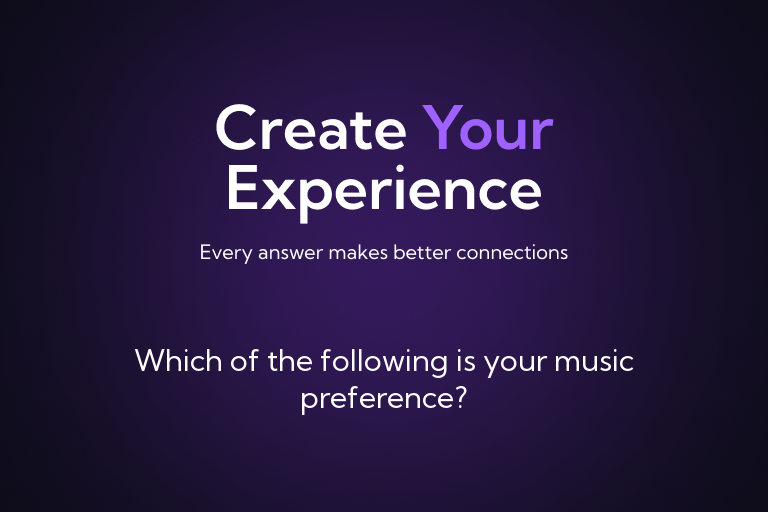 Create Your
Experience
Every answer makes better connections
Which of the following is your music
preference?